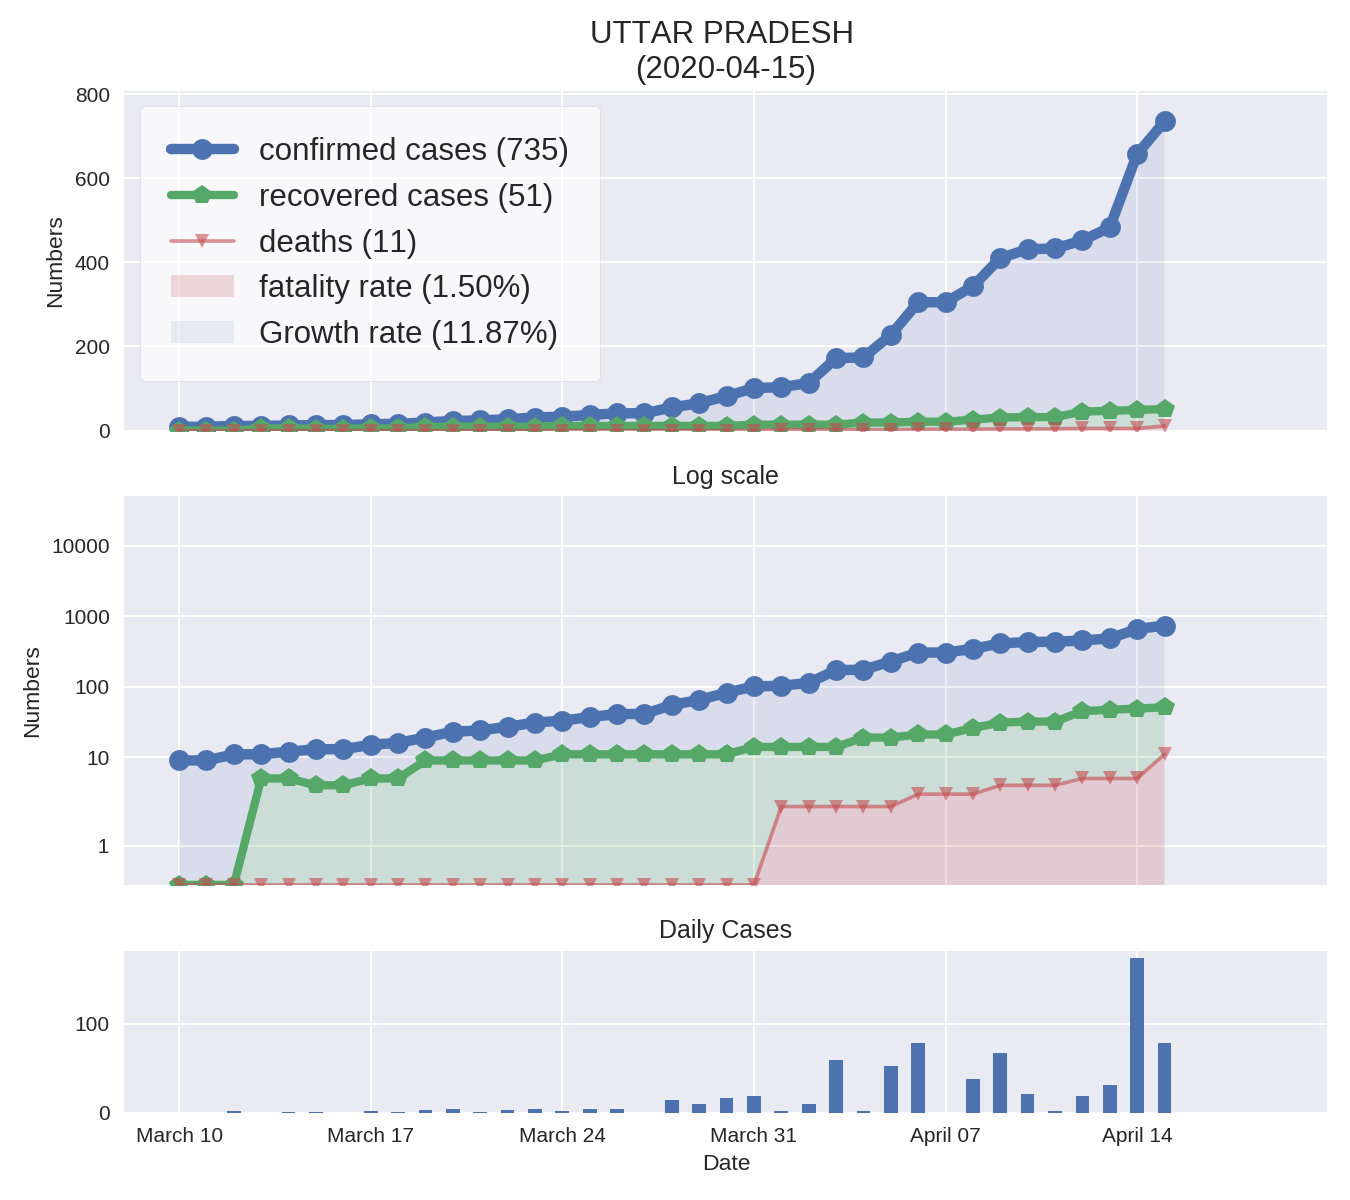 UTTAR PRADESH
(2020-04-15)
800
600
400
200
0
Numbers
confirmed cases (735)
recovered cases (51)
deaths (11)
fatality rate (1.50%)
Growth rate (11.87%)
Log scale
10000
1000
100
10
1
Numbers
Daily Cases
100
0
March 10 March 17 March 24 March 31 April 07 April 14
Date